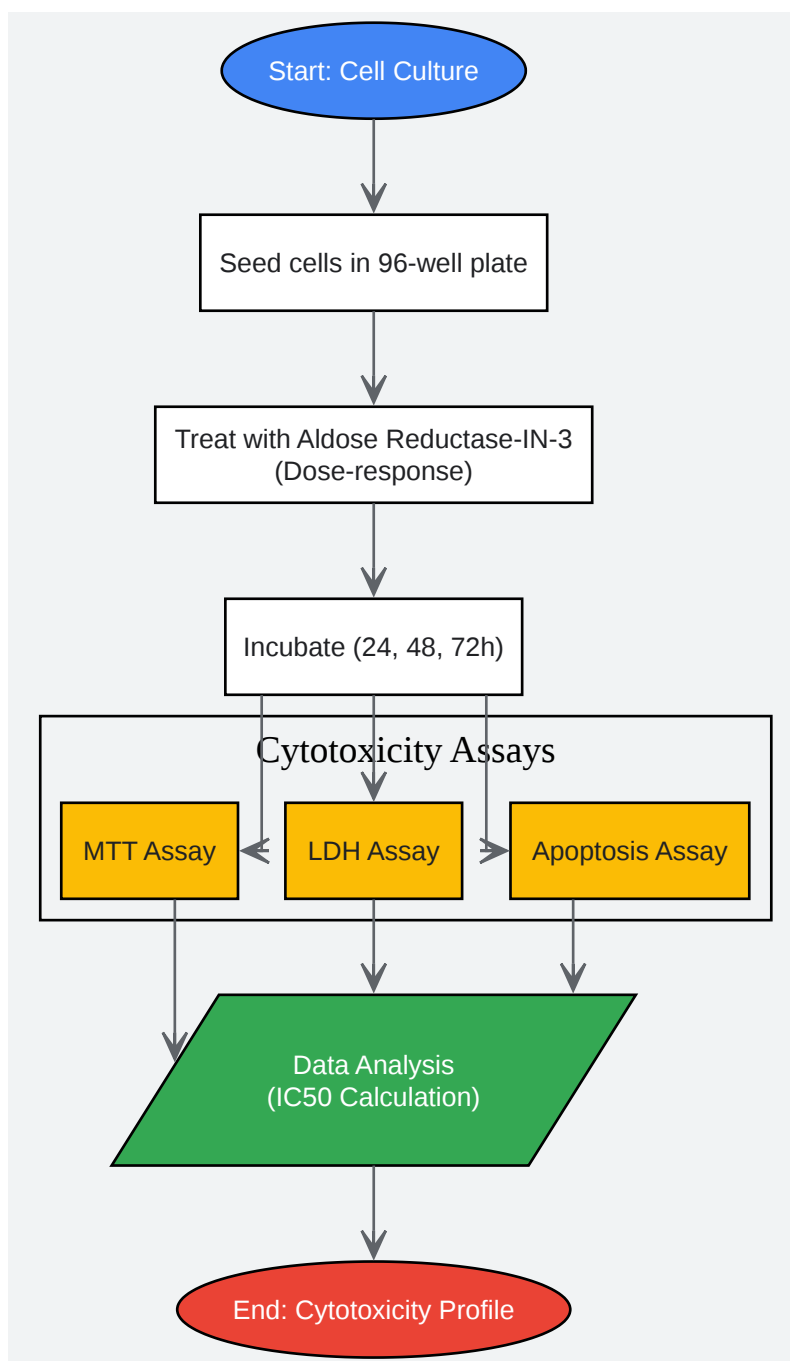 Start: Cell Culture
Seed cells in 96-well plate
Treat with Aldose Reductase-IN-3
(Dose-response)
Incubate (24, 48, 72h)
Cytotoxicity Assays
MTT Assay
LDH Assay
Apoptosis Assay
Data Analysis
(IC50 Calculation)
End: Cytotoxicity Profile